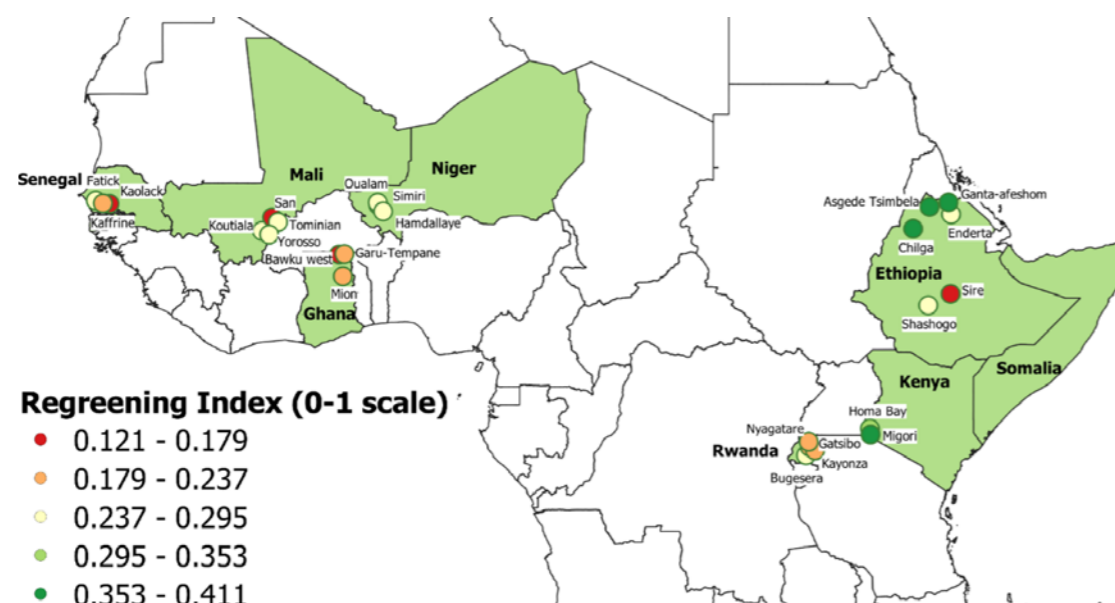 Senegal
Fatick
Kaolack
Kaffrine
Mali
San
Koutiala
Tominian
Yorosso
Niger
Oualam
Simiri
Hamdallaye
Bawku west
Garu-Tempane
Mion
Ghana
Asgede Tsimbela
Ganta-afeshom
Enderta
Chilga
Ethiopia
Sire
Shashogo
Kenya
Somalia
Homa Bay
Migori
Nyagatare
Gatsibo
Rwanda
Kayonza
Bugesera
Regreening Index (0-1 scale)
0.121 - 0.179
0.179 - 0.237
0.237 - 0.295
0.295 - 0.353
0.353 - 0.411